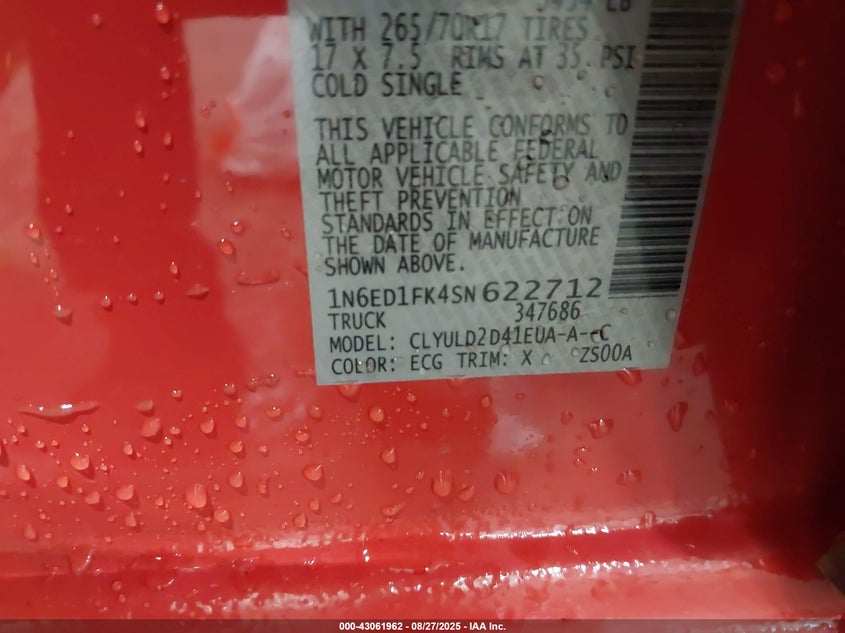 WITH 265/70R17 TIRES
17 X 7.5 RIMS AT 35 PSI
COLD SINGLE
THIS VEHICLE CONFORMS TO
ALL APPLICABLE FEDERAL
MOTOR VEHICLE SAFETY AND
THEFT PREVENTION
STANDARDS IN EFFECT ON
THE DATE OF MANUFACTURE
SHOWN ABOVE.
1N6ED1FK4SN622712
TRUCK 347686
MODEL: CLYULD2D41EUA-A--C
COLOR: ECG TRIM: X ZS00A
000-43061962 - 08/27/2025 - IAA Inc.